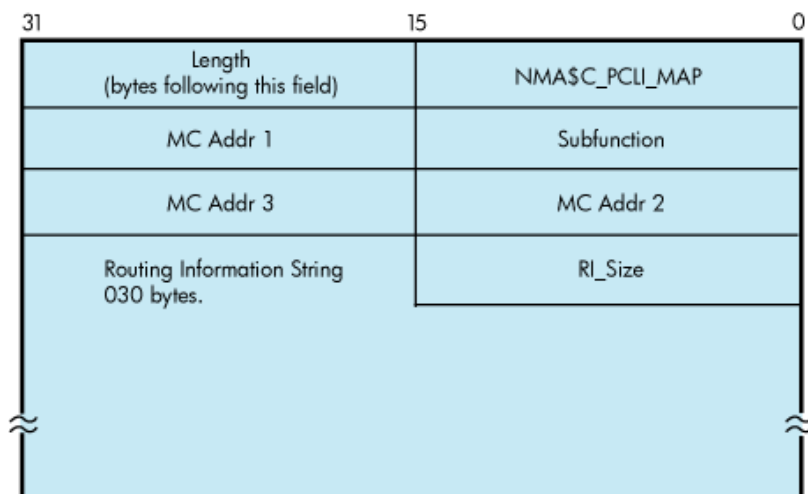 31 15 0
Length
(bytes following this field)
NMA$C_PCLI_MAP
MC Addr 1
Subfunction
MC Addr 3
MC Addr 2
Routing Information String
030 bytes.
RI_Size